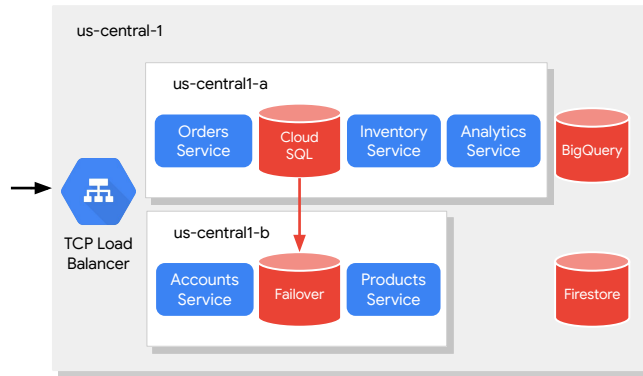 us-central-1
us-central1-a
Orders
Service
Cloud
SQL
Inventory
Service
Analytics
Service
BigQuery
TCP Load
Balancer
us-central1-b
Accounts
Service
Failover
Products
Service
Firestore